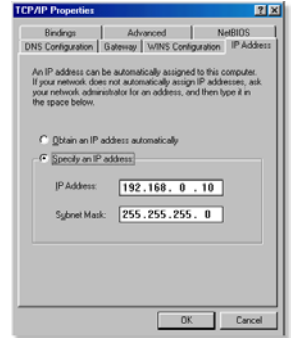 TCP/IP Properties
Bindings Advanced NetBIOS
DNS Configuration Gateway WINS Configuration IP Address
An IP address can be automatically assigned to this computer.
If your network does not automatically assign IP addresses, ask
your network administrator for an address, and then type it in
the space below.
Obtain an IP address automatically
Specify an IP address:
IP Address: 192.168. 0 .10
Subnet Mask: 255.255.255. 0
OK Cancel